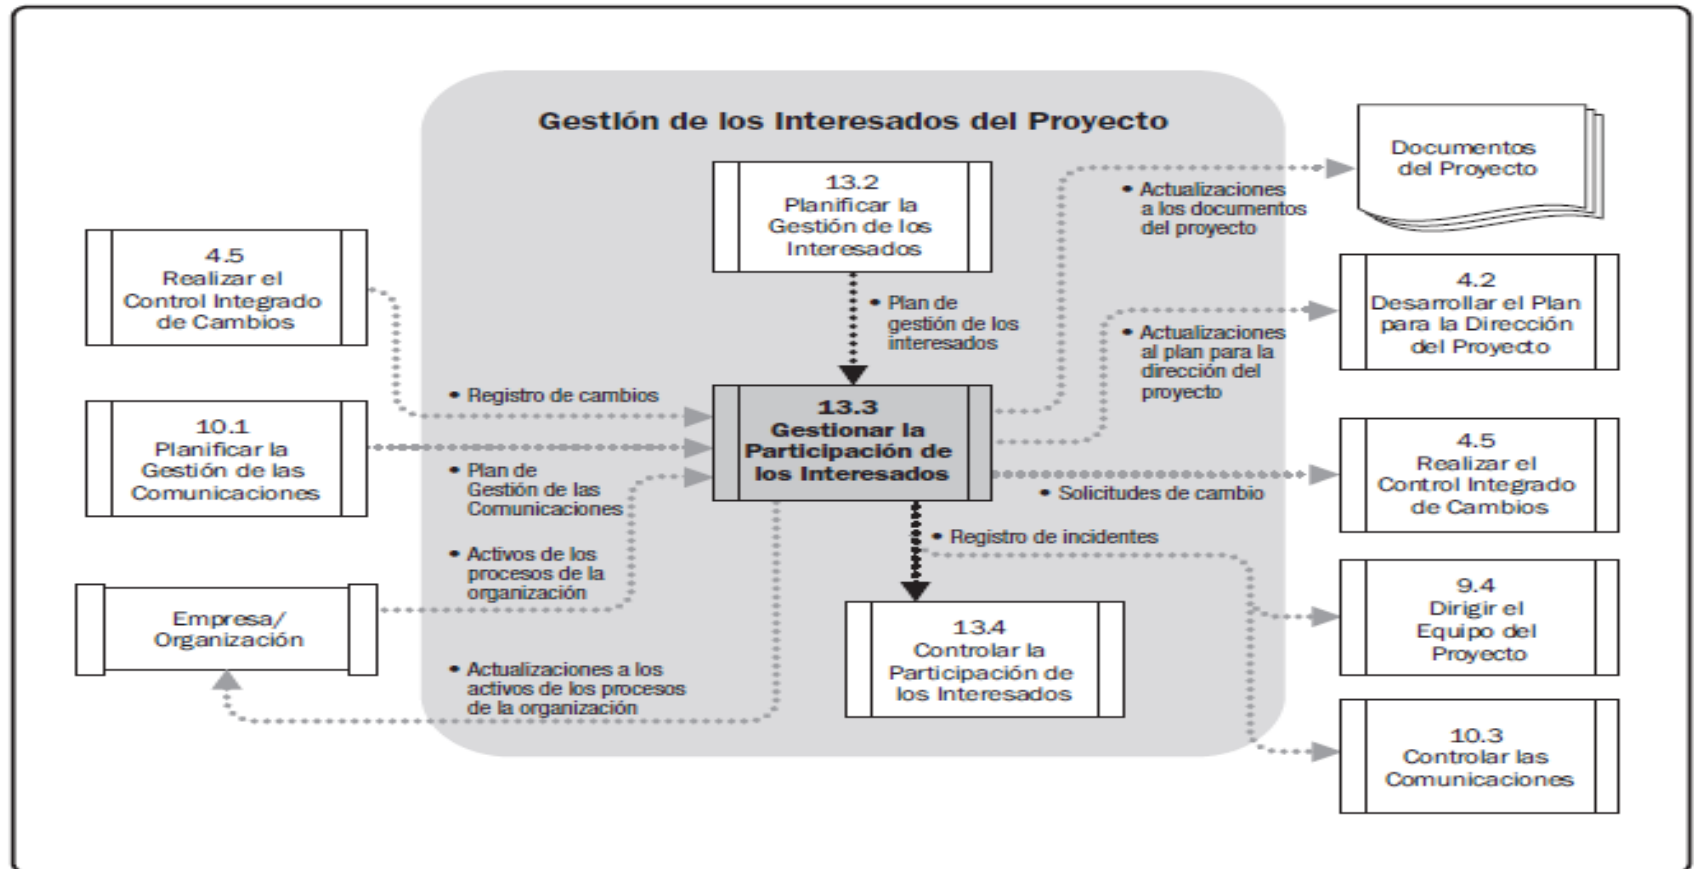 Gestión de los Interesados del Proyecto
13.2
Planificar la
Gestión de los
Interesados
4.5
Realizar el
Control Integrado
de Cambios
10.1
Planificar la
Gestión de las
Comunicaciones
Empresa/
Organización
• Registro de cambios
• Plan de
Gestión de las
Comunicaciones
• Activos de los
procesos de la
organización
• Actualizaciones a los
activos de los procesos
de la organización
• Plan de
gestión de los
interesados
13.3
Gestionar la
Participación de
los Interesados
• Registro de incidentes
13.4
Controlar la
Participación de
los Interesados
• Actualizaciones
a los documentos
del proyecto
• Actualizaciones
al plan para la
dirección del
proyecto
• Solicitudes de cambio
Documentos
del Proyecto
4.2
Desarrollar el Plan
para la Dirección
del Proyecto
4.5
Realizar el
Control Integrado
de Cambios
9.4
Dirigir el
Equipo del
Proyecto
10.3
Controlar las
Comunicaciones